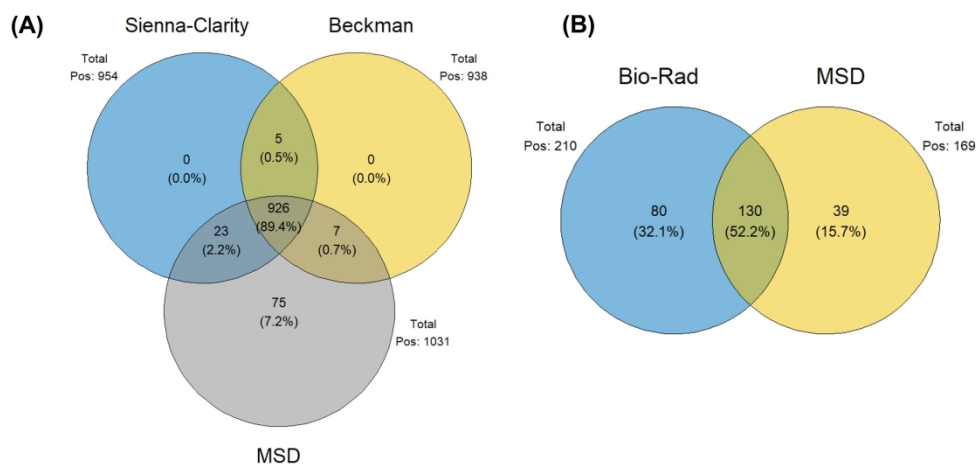 (A)
Sienna-Clarity
Beckman
Total
Pos: 954
Total
Pos: 938
5
(0.5%)
0
(0.0%)
0
(0.0%)
926
(89.4%)
23
(2.2%)
7
(0.7%)
75
(7.2%)
Total
Pos: 1031
MSD
(B)
Bio-Rad
MSD
Total
Pos: 210
Total
Pos: 169
80
(32.1%)
130
(52.2%)
39
(15.7%)